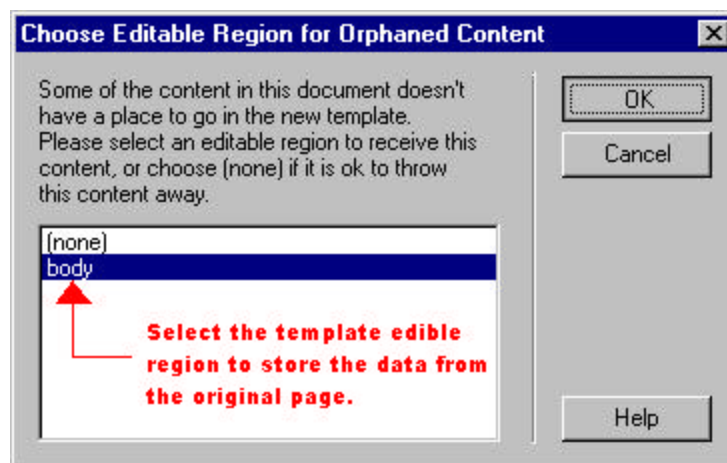 Choose Editable Region for Orphaned Content
Some of the content in this document doesn't
have a place to go in the new template.
Please select an editable region to receive this
content, or choose (none) if it is ok to throw
this content away.
OK
Cancel
(none)
body
Select the template edible
region to store the data from
the original page.
Help